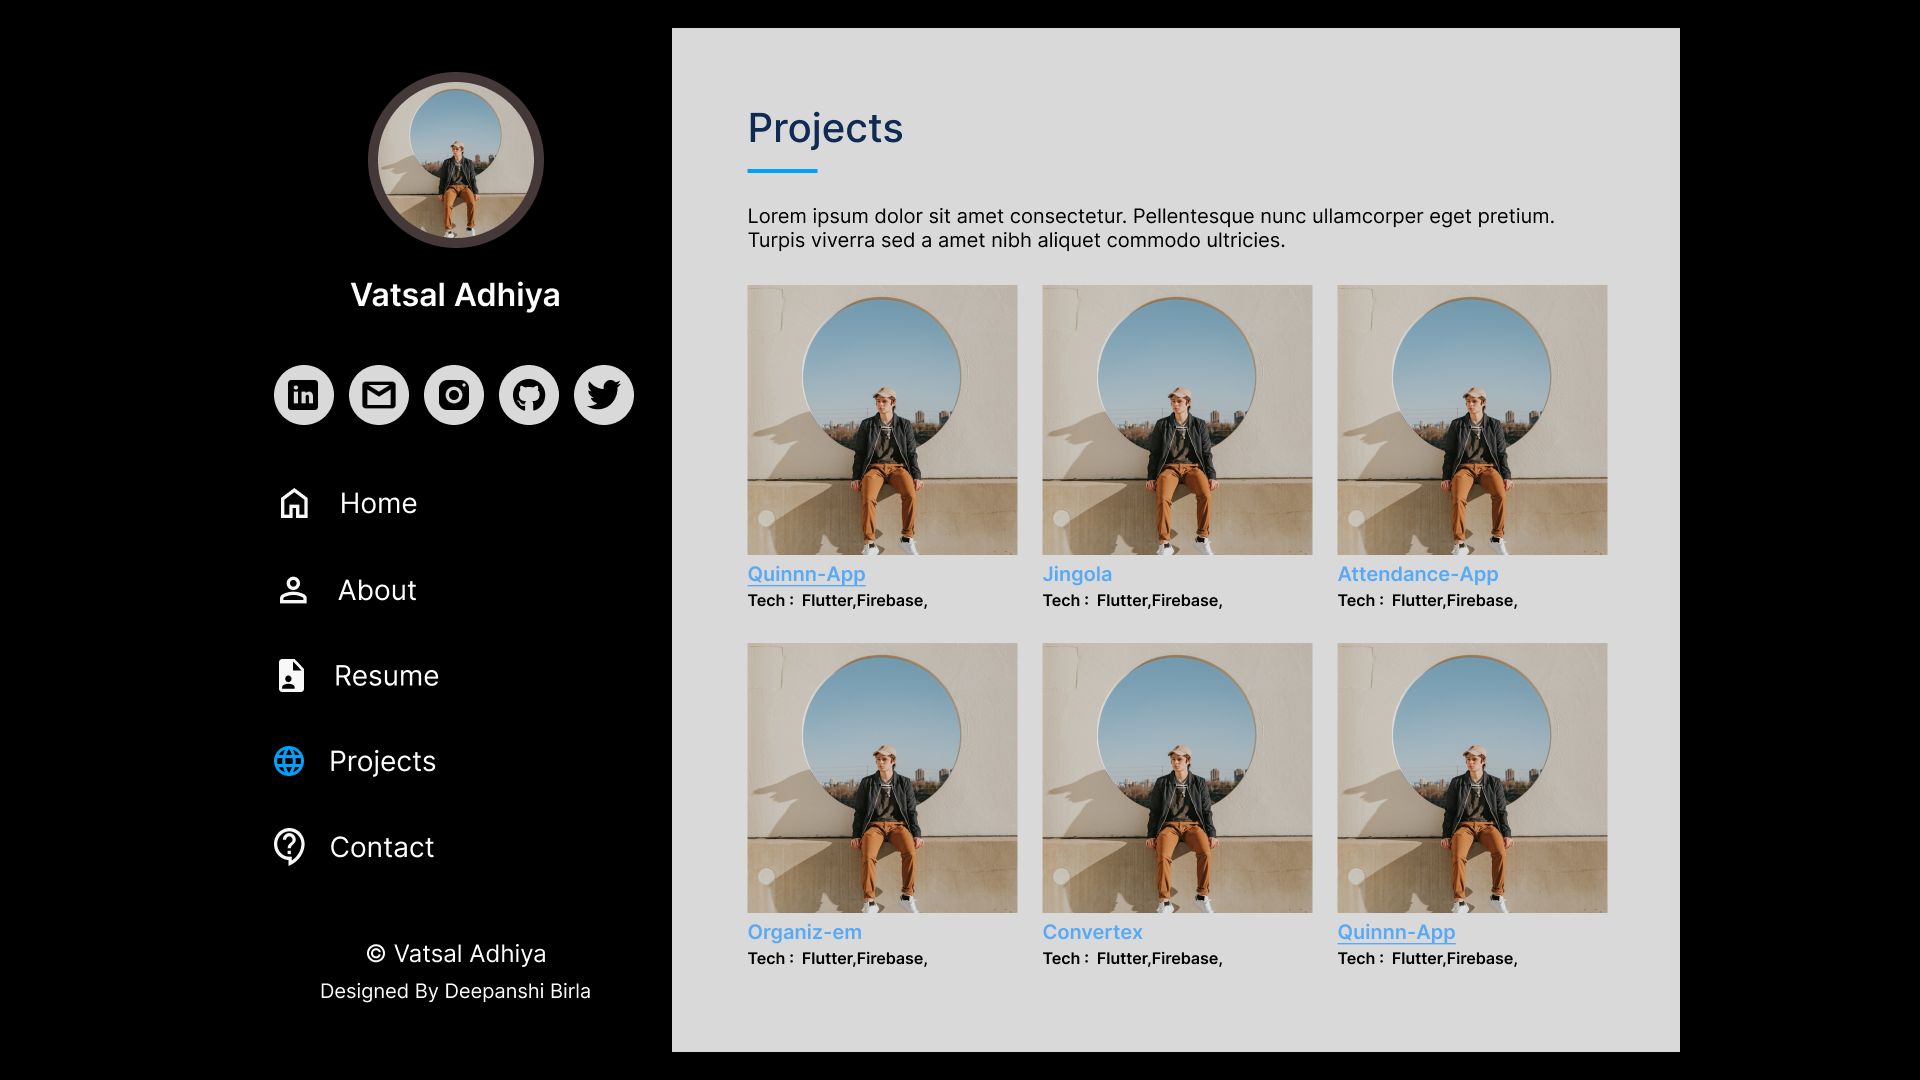 Vatsal Adhiya
Home
About
Resume
Projects
Contact
© Vatsal Adhiya
Designed By Deepanshi Birla
Projects
Lorem ipsum dolor sit amet consectetur. Pellentesque nunc ullamcorper eget pretium.
Turpis viverra sed a amet nibh aliquet commodo ultricies.
Quinnn-App
Tech : Flutter,Firebase,
Jingola
Tech : Flutter,Firebase,
Attendance-App
Tech : Flutter,Firebase,
Organiz-em
Tech : Flutter,Firebase,
Convertex
Tech : Flutter,Firebase,
Quinnn-App
Tech : Flutter,Firebase,